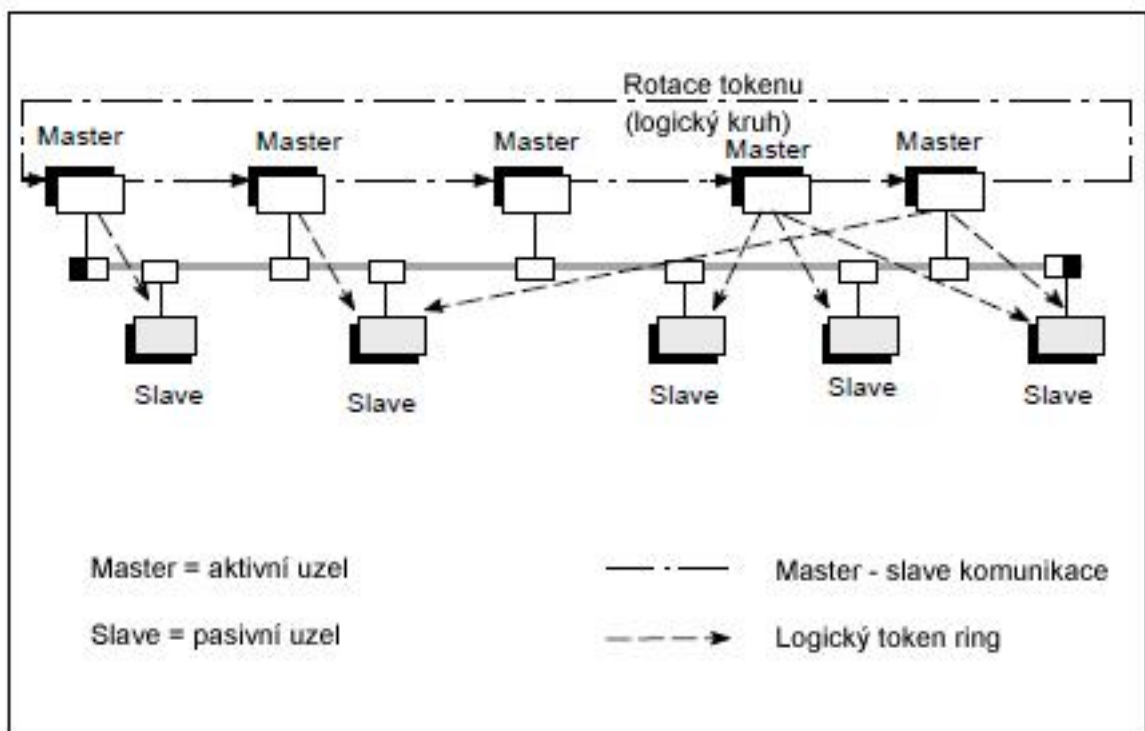 Rotace tokenu
(logický kruh)
Master
Master
Master
Master
Master
Slave
Slave
Slave
Slave
Slave
Master = aktivní uzel
Master - slave komunikace
Slave = pasivní uzel
Logický token ring